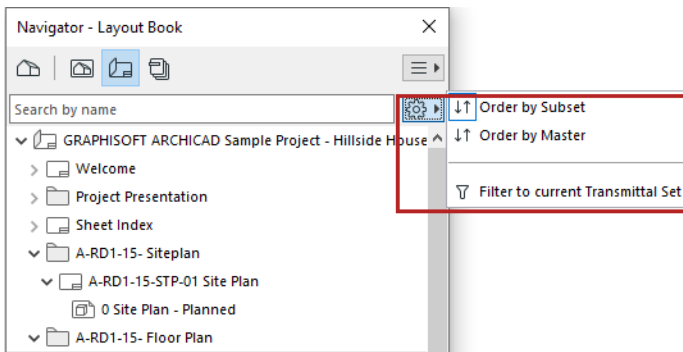 Navigator - Layout Book
Search by name
Order by Subset
GRAPHISOFT ARCHICAD Sample Project - Hillside House
Order by Master
Welcome
Project Presentation
Filter to current Transmittal Set
Sheet Index
A-RD1-15- Siteplan
A-RD1-15-STP-01 Site Plan
0 Site Plan - Planned
A-RD1-15- Floor Plan